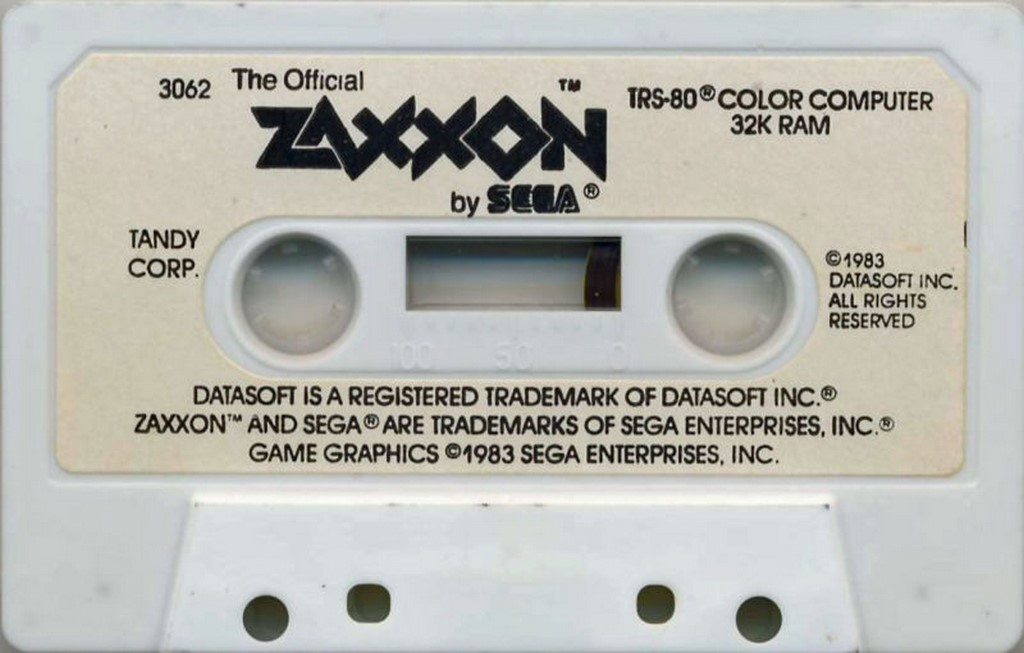 3062
The Official
ZAXXON™
by SEGA®
TRS-80® COLOR COMPUTER
32K RAM
TANDY
CORP.
©1983
DATASOFT INC.
ALL RIGHTS
RESERVED
100 50 0
DATASOFT IS A REGISTERED TRADEMARK OF DATASOFT INC.®
ZAXXON™ AND SEGA® ARE TRADEMARKS OF SEGA ENTERPRISES, INC.®
GAME GRAPHICS ©1983 SEGA ENTERPRISES, INC.